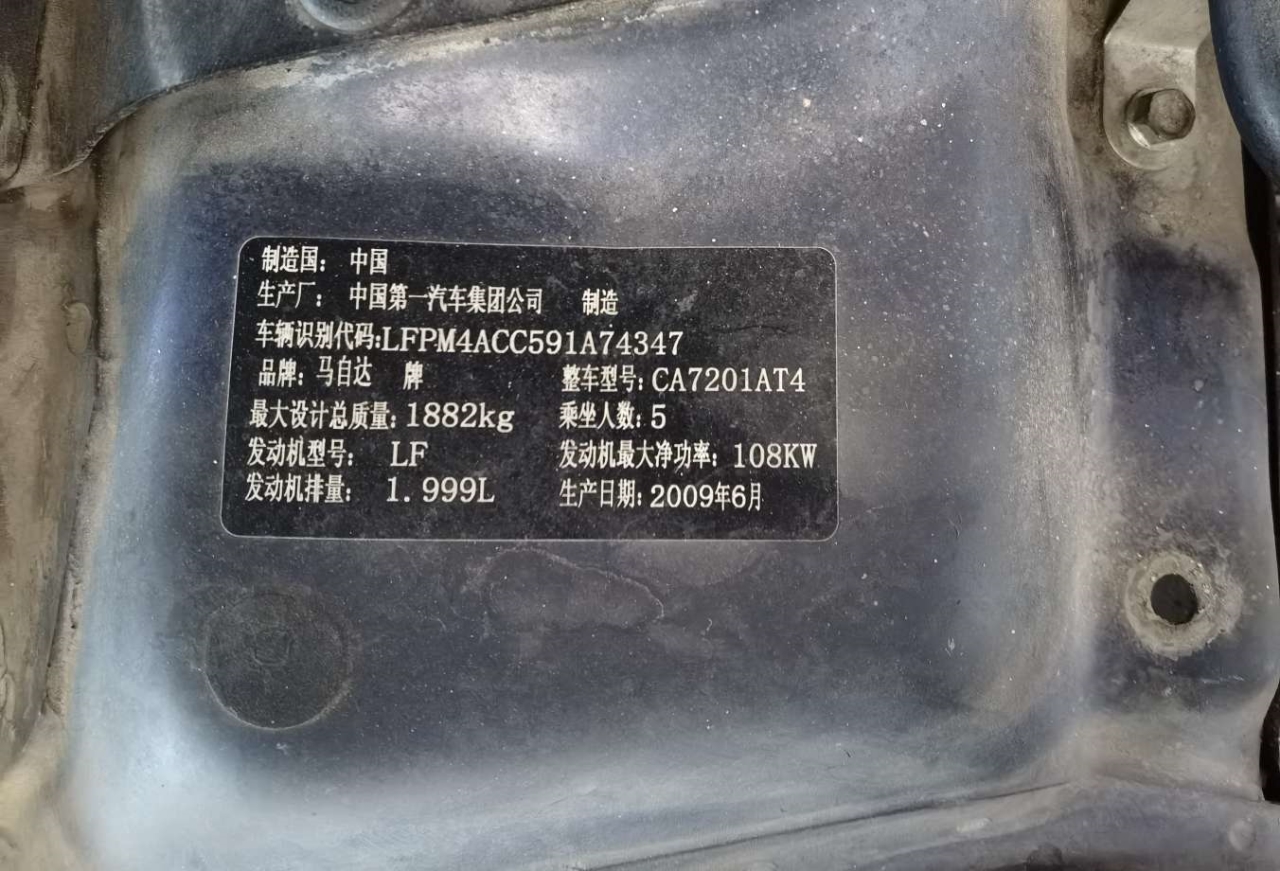 制造国： 中国
生产厂： 中国第一汽车集团公司 制造
车辆识别代码:LFPM4ACC591A74347
品牌: 马自达 牌 整车型号: CA7201AT4
最大设计总质量: 1882kg 乘坐人数: 5
发动机型号: LF 发动机最大净功率: 108KW
发动机排量: 1.999L 生产日期: 2009年6月